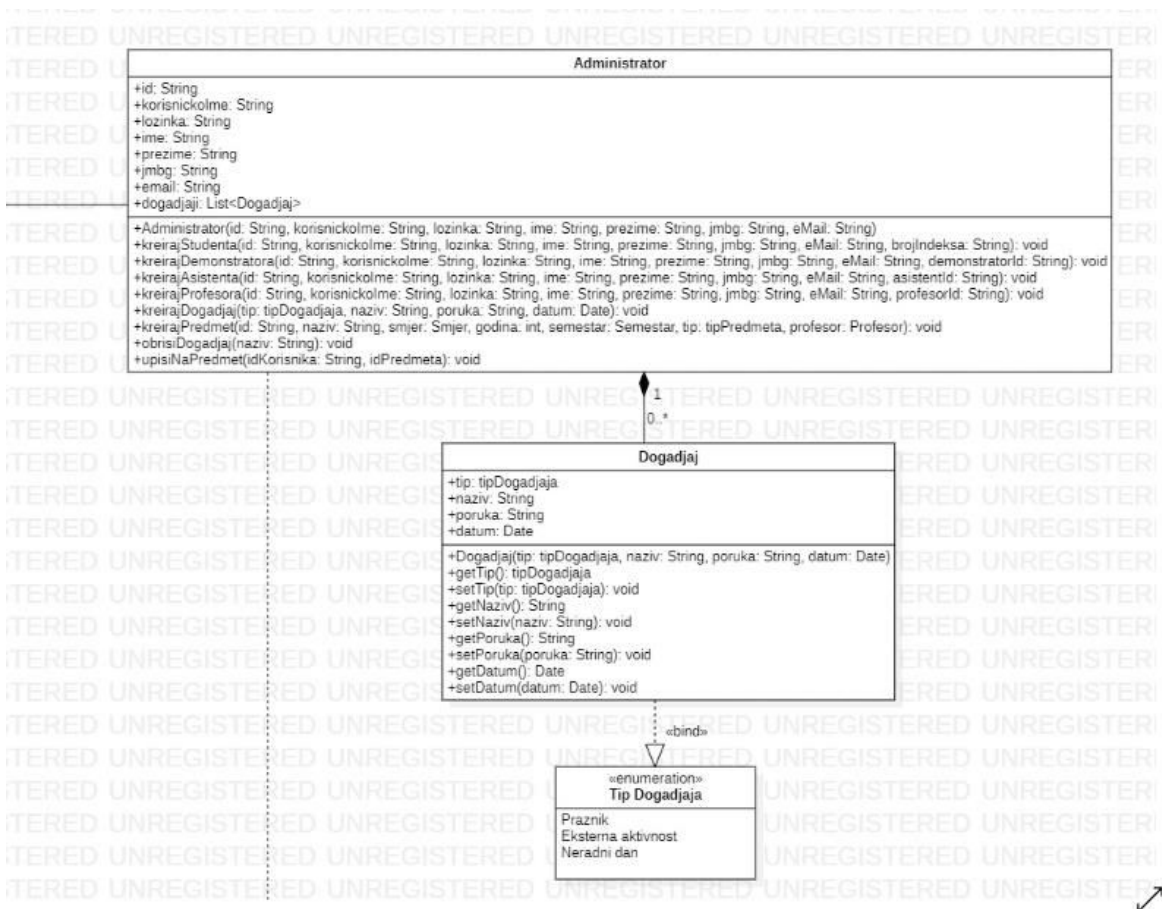 Administrator
+id: String
+korisnickoIme: String
+lozinka: String
+ime: String
+prezime: String
+jmbg: String
+email: String
+dogadjaji: List<Dogadjaj>
+Administrator(id: String, korisnickoIme: String, lozinka: String, ime: String, prezime: String, jmbg: String, eMail: String)
+kreirajStudenta(id: String, korisnickoIme: String, lozinka: String, ime: String, prezime: String, jmbg: String, eMail: String, brojIndeksa: String): void
+kreirajDemonstratora(id: String, korisnickoIme: String, lozinka: String, ime: String, prezime: String, jmbg: String, eMail: String, demonstratorId: String): void
+kreirajAsistenta(id: String, korisnickoIme: String, lozinka: String, ime: String, prezime: String, jmbg: String, eMail: String, asistentId: String): void
+kreirajProfesora(id: String, korisnickoIme: String, lozinka: String, ime: String, prezime: String, jmbg: String, eMail: String, profesorId: String): void
+kreirajDogadjaj(tip: tipDogadjaja, naziv: String, poruka: String, datum: Date): void
+kreirajPredmet(id: String, naziv: String, smjer: Smjer, godina: int, semestar: Semestar, tip: tipPredmeta, profesor: Profesor): void
+obrisiDogadjaj(naziv: String): void
+upisiNaPredmet(idKorisnika: String, idPredmeta): void
1
0..*
Dogadjaj
+tip: tipDogadjaja
+naziv: String
+poruka: String
+datum: Date
+Dogadjaj(tip: tipDogadjaja, naziv: String, poruka: String, datum: Date)
+getTip(): tipDogadjaja
+setTip(tip: tipDogadjaja): void
+getNaziv(): String
+setNaziv(naziv: String): void
+getPoruka(): String
+setPoruka(poruka: String): void
+getDatum(): Date
+setDatum(datum: Date): void
«bind»
«enumeration»
Tip Dogadjaja
Praznik
Eksterna aktivnost
Neradni dan